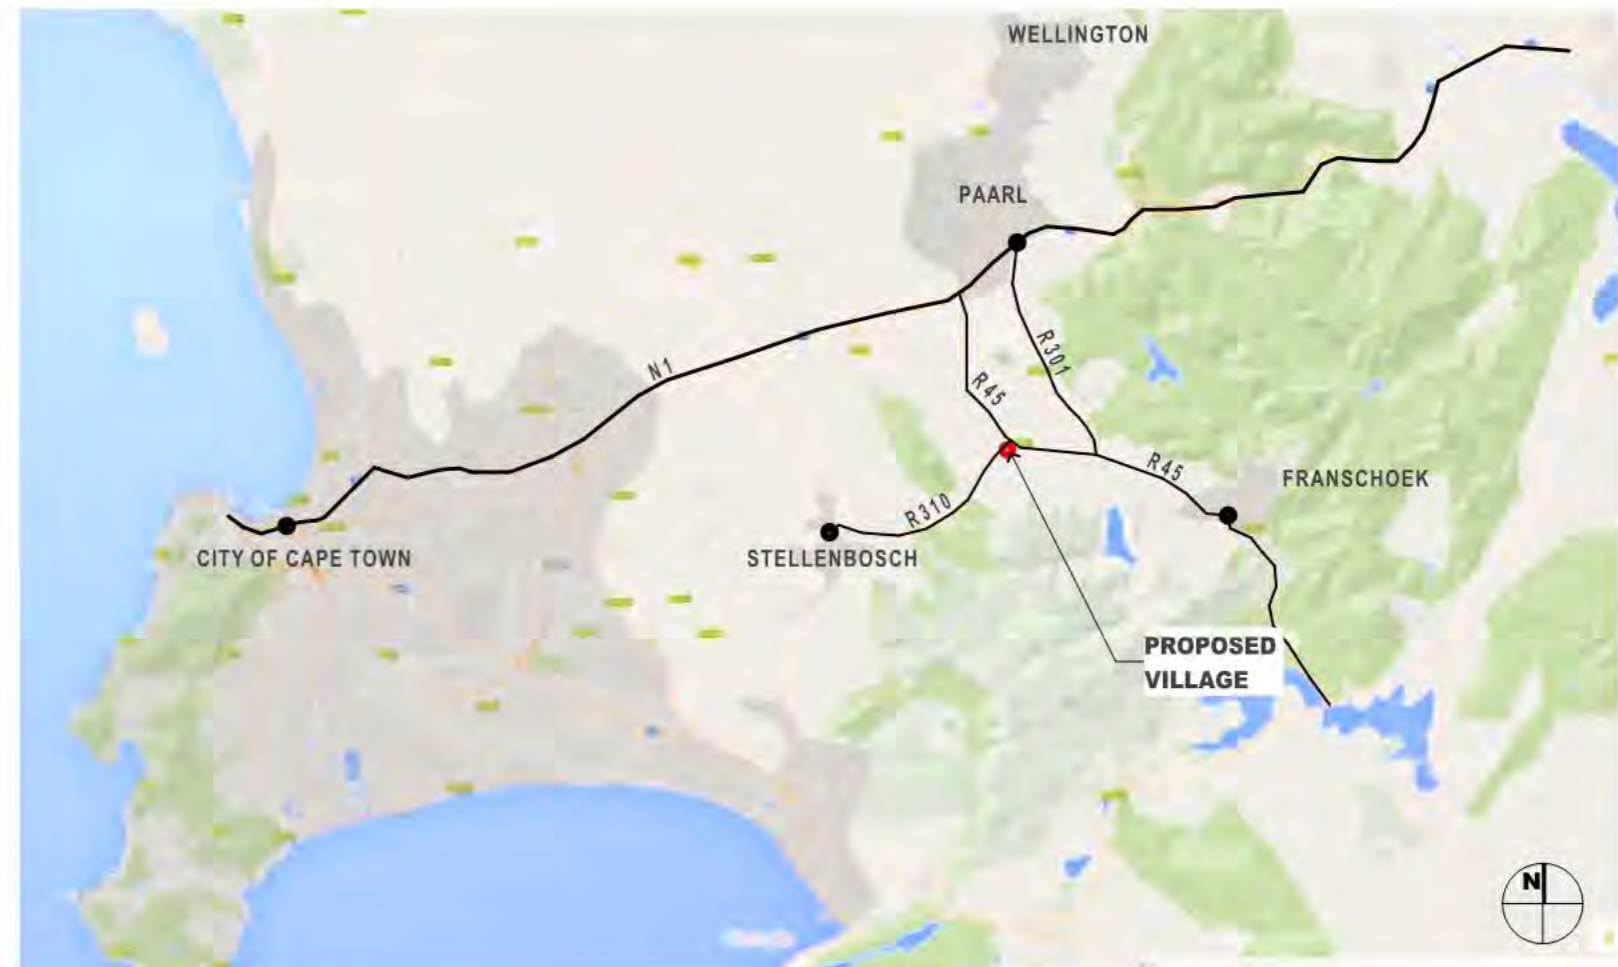 WELLINGTON
PAARL
R301
N1
R45
R45
FRANSCHOEK
R310
CITY OF CAPE TOWN
STELLENBOSCH
PROPOSED
VILLAGE
N